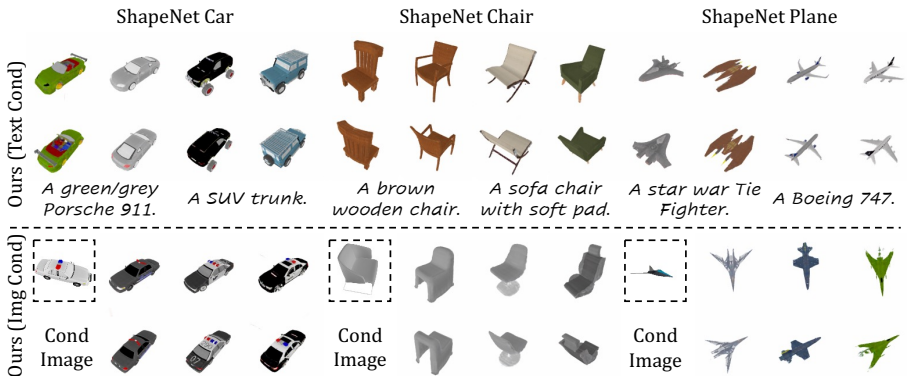 ShapeNet Car ShapeNet Chair ShapeNet Plane
Ours (Text Cond)
A green/grey Porsche 911.
A SUV trunk.
A brown wooden chair.
A sofa chair with soft pad.
A star war Tie Fighter.
A Boeing 747.
Ours (Img Cond)
Cond Image
Cond Image
Cond Image
07